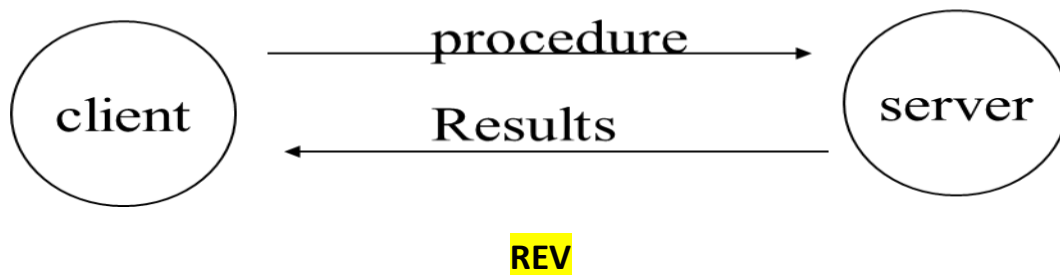 procedure
client
server
Results
REV